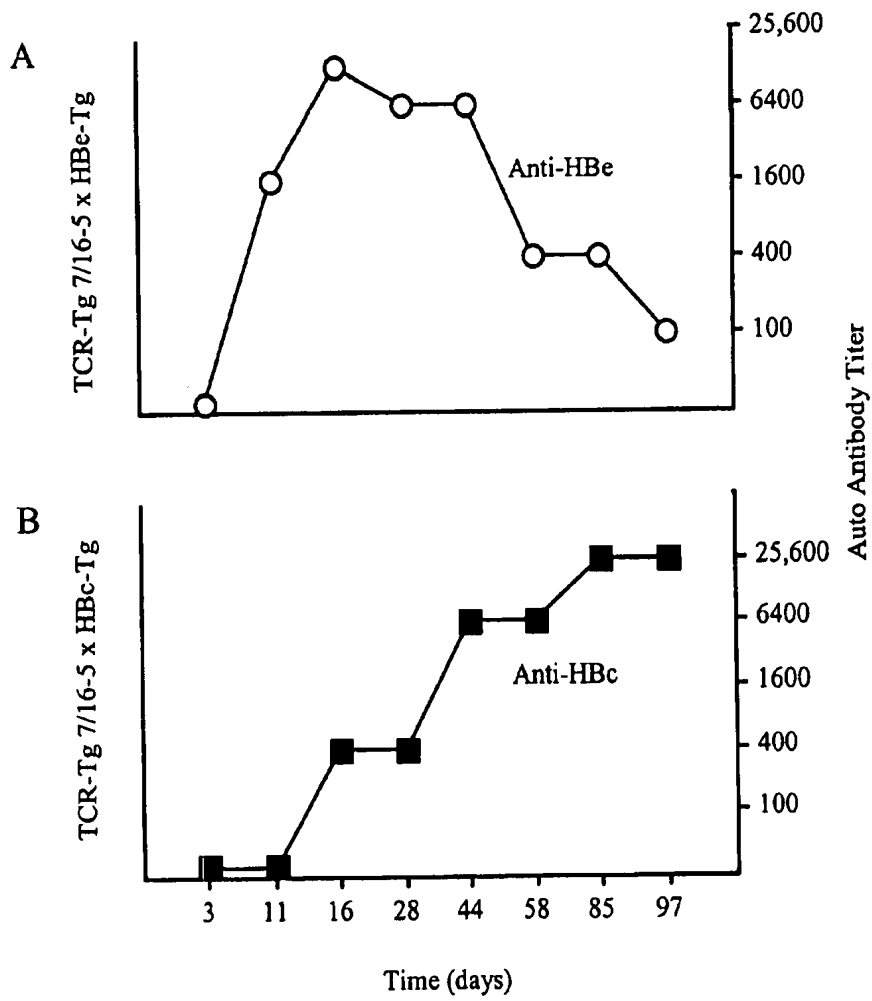 A
TCR-Tg 7/16-5 x HBe-Tg
Anti-HBe
25,600
6400
1600
400
100
Auto Antibody Titer
B
TCR-Tg 7/16-5 x HBc-Tg
Anti-HBc
25,600
6400
1600
400
100
3 11 16 28 44 58 85 97
Time (days)